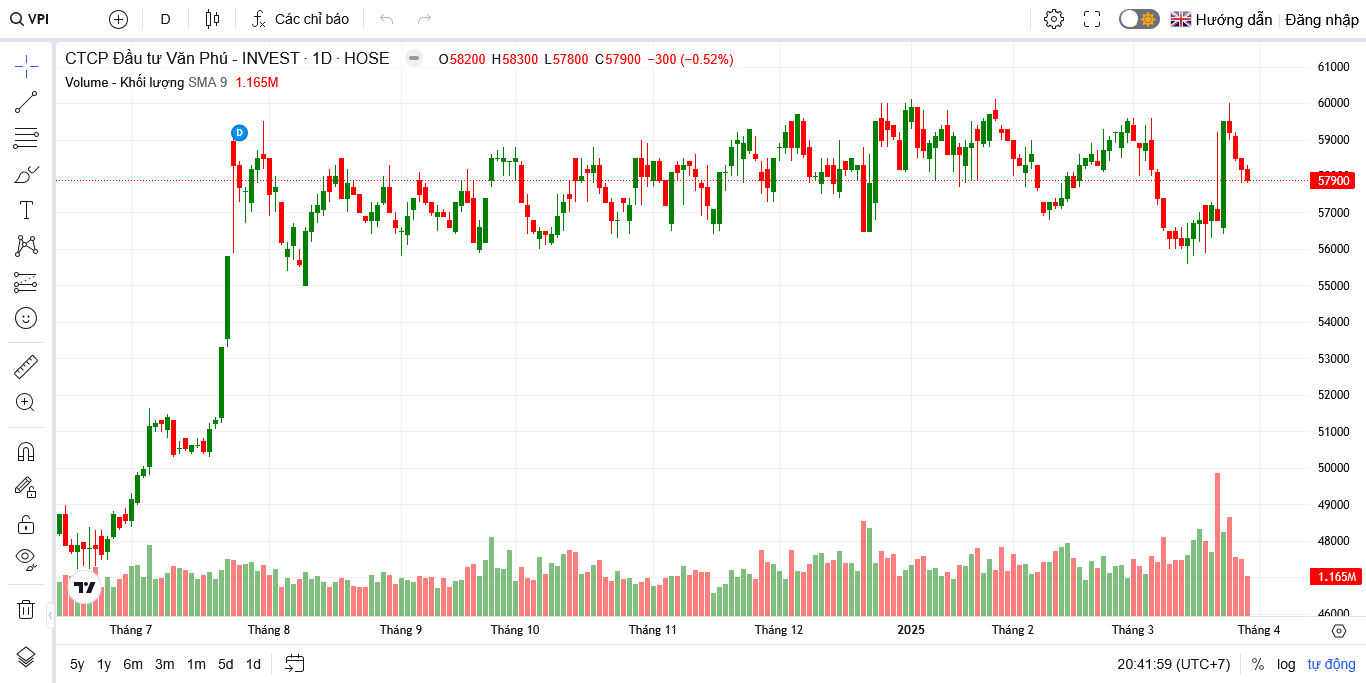 VPI D Các chỉ báo Hướng dẫn Đăng nhập
CTCP Đầu tư Văn Phú - INVEST · 1D · HOSE O58200 H58300 L57800 C57900 −300 (−0.52%)
Volume - Khối lượng SMA 9 1.165M
D
61000
60000
59000
57900
57000
56000
55000
54000
53000
52000
51000
50000
49000
48000
1.165M
46000
Tháng 7 Tháng 8 Tháng 9 Tháng 10 Tháng 11 Tháng 12 2025 Tháng 2 Tháng 3 Tháng 4
5y 1y 6m 3m 1m 5d 1d 20:41:59 (UTC+7) % log tự động